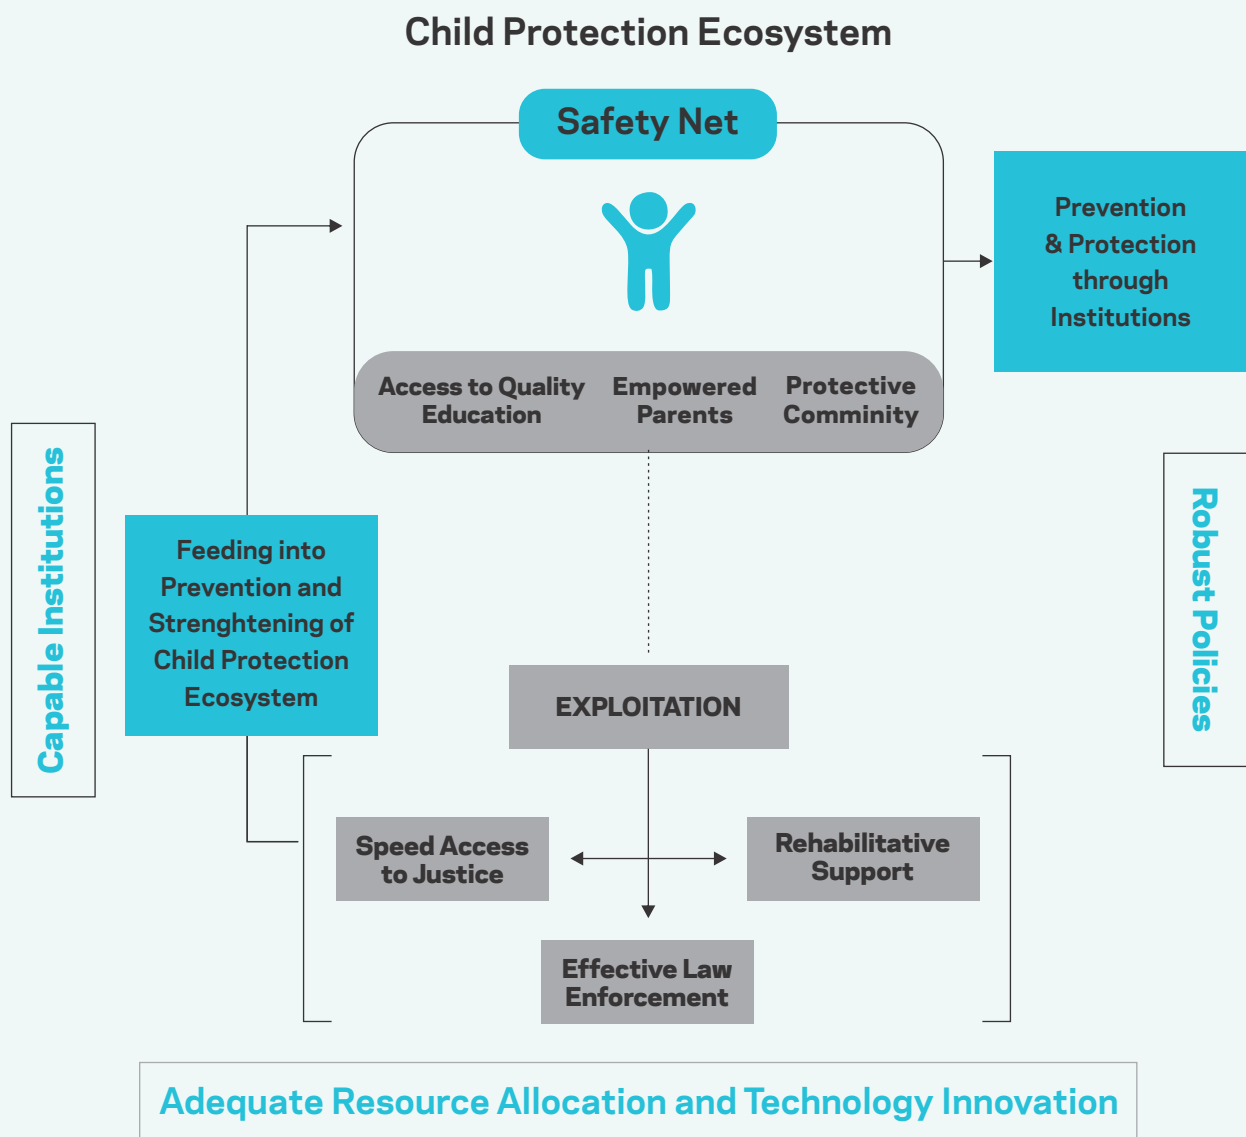 Child Protection Ecosystem
Safety Net
Prevention
& Protection
through
Institutions
Access to Quality
Education
Empowered
Parents
Protective
Comminity
Capable Institutions
Feeding into
Prevention and
Strenghtening of
Child Protection
Ecosystem
Robust Policies
EXPLOITATION
Speed Access
to Justice
Rehabilitative
Support
Effective Law
Enforcement
Adequate Resource Allocation and Technology Innovation